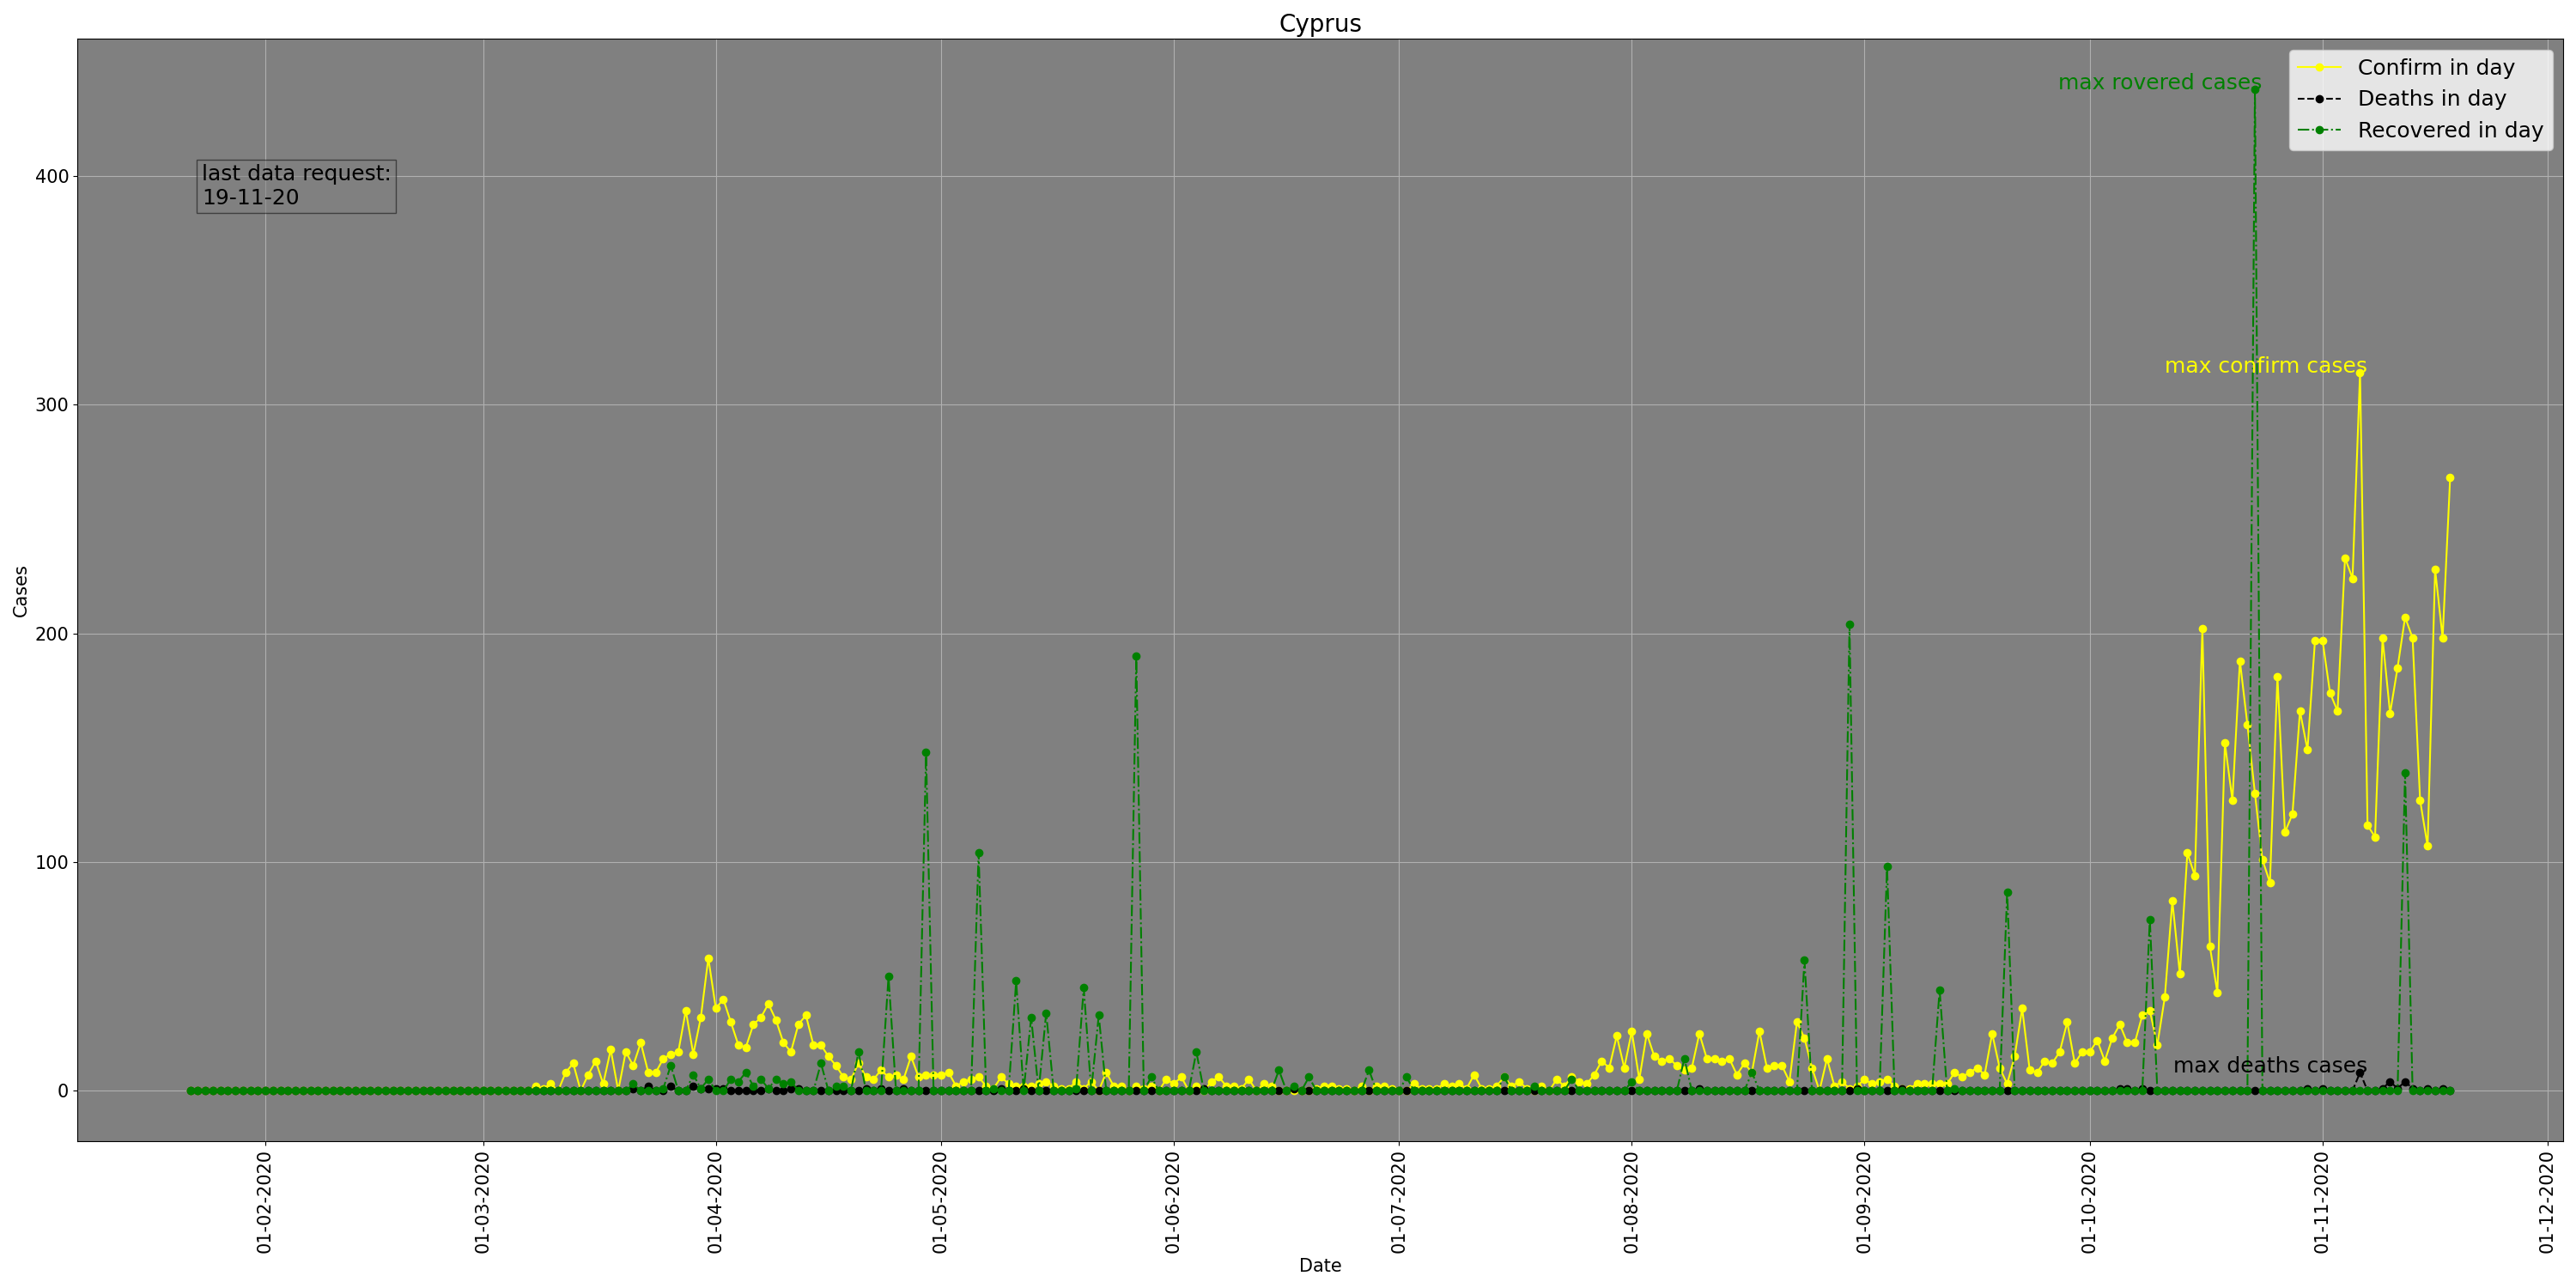 Cyprus
max rovered cases
Confirm in day
Deaths in day
Recovered in day
last data request:
19-11-20
max confirm cases
max deaths cases
Cases
400
300
200
100
0
01-02-2020
01-03-2020
01-04-2020
01-05-2020
01-06-2020
01-07-2020
01-08-2020
01-09-2020
01-10-2020
01-11-2020
01-12-2020
Date